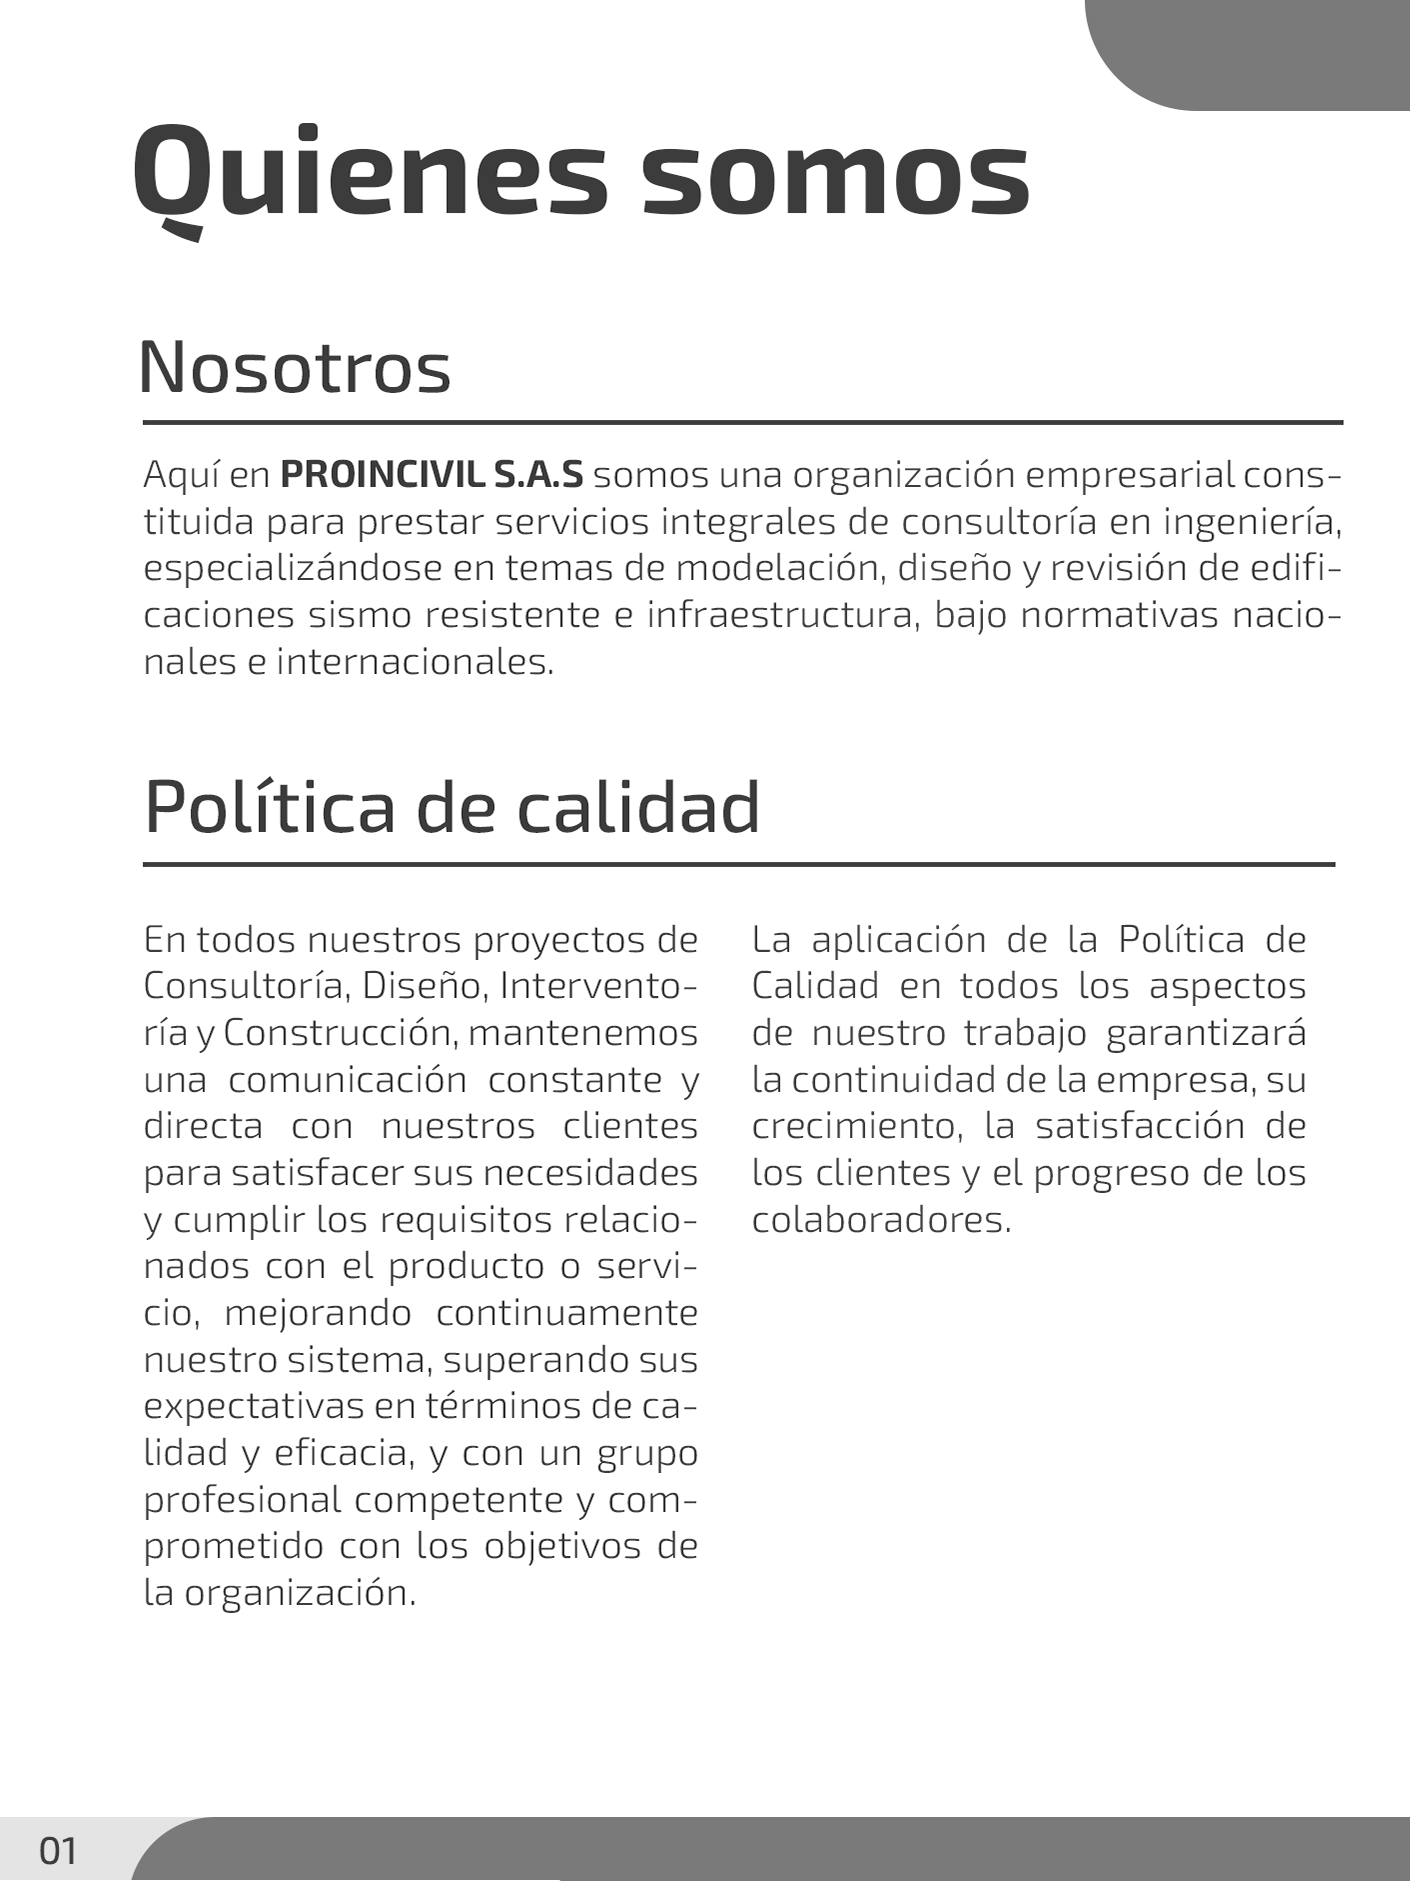 Quienes somos
Nosotros
Aquí en PROINCIVIL S.A.S somos una organización empresarial cons-
tituida para prestar servicios integrales de consultoría en ingeniería,
especializándose en temas de modelación, diseño y revisión de edifi-
caciones sismo resistente e infraestructura, bajo normativas nacio-
nales e internacionales.
Política de calidad
En todos nuestros proyectos de
Consultoría, Diseño, Intervento-
ría y Construcción, mantenemos
una comunicación constante y
directa con nuestros clientes
para satisfacer sus necesidades
y cumplir los requisitos relacio-
nados con el producto o servi-
cio, mejorando continuamente
nuestro sistema, superando sus
expectativas en términos de ca-
lidad y eficacia, y con un grupo
profesional competente y com-
prometido con los objetivos de
la organización.
La aplicación de la Política de
Calidad en todos los aspectos
de nuestro trabajo garantizará
la continuidad de la empresa, su
crecimiento, la satisfacción de
los clientes y el progreso de los
colaboradores.
01